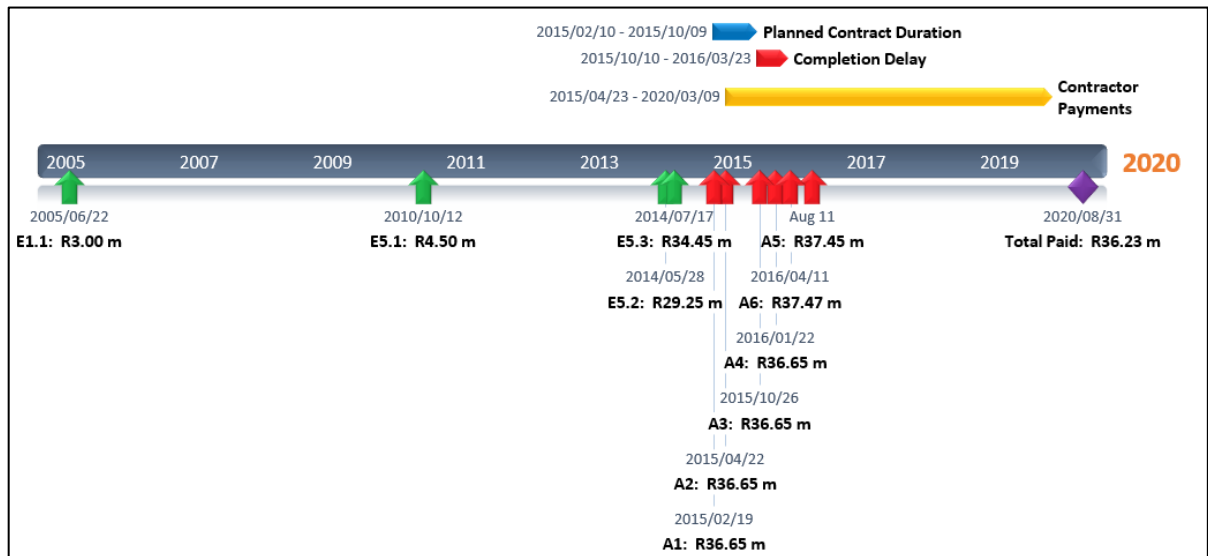 2015/02/10 - 2015/10/09 Planned Contract Duration
2015/10/10 - 2016/03/23 Completion Delay
2015/04/23 - 2020/03/09 Contractor
Payments
2005 2007 2009 2011 2013 2015 2017 2019 2020
2005/06/22 2010/10/12 2014/07/17 Aug 11 2020/08/31
E1.1: R3.00 m E5.1: R4.50 m E5.3: R34.45 m A5: R37.45 m Total Paid: R36.23 m
2014/05/28 2016/04/11
E5.2: R29.25 m A6: R37.47 m
2016/01/22
A4: R36.65 m
2015/10/26
A3: R36.65 m
2015/04/22
A2: R36.65 m
2015/02/19
A1: R36.65 m